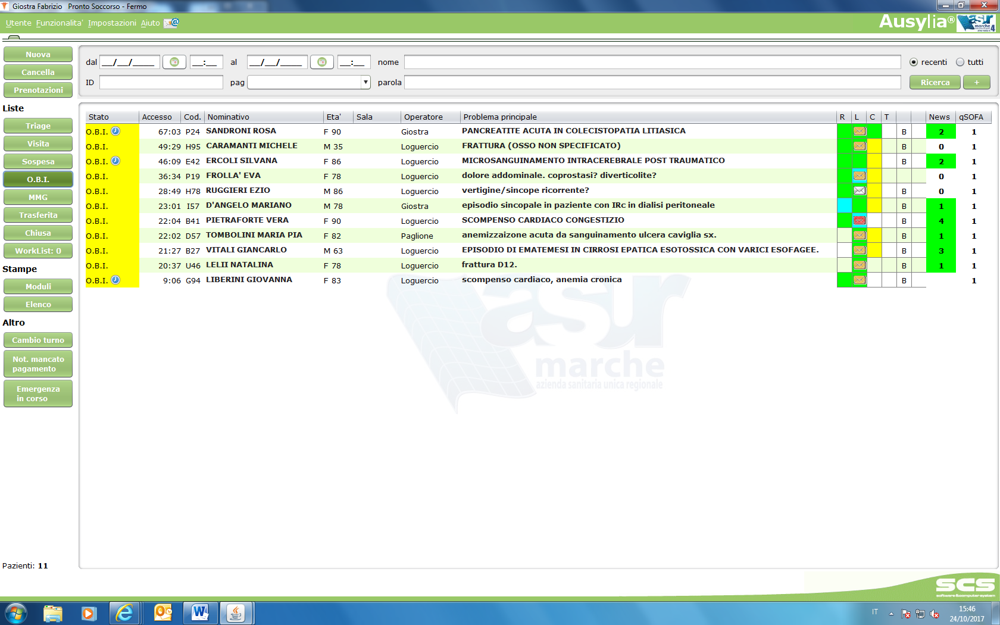 Giostra Fabrizio   Pronto Soccorso - Fermo
Utente Funzionalita' Impostazioni Aiuto
Ausylia®
asur marche 4
Nuova
Cancella
Prenotazioni
Liste
Triage
Visita
Sospesa
O.B.I.
MMG
Trasferita
Chiusa
WorkList: 0
Stampe
Moduli
Elenco
Altro
Cambio turno
Not. mancato
pagamento
Emergenza
in corso
Pazienti: 11
dal __/__/____ __:__ al __/__/____ __:__ nome recenti tutti
ID pag parola Ricerca +
Stato Accesso Cod. Nominativo Eta' Sala Operatore Problema principale R L C T News qSOFA
O.B.I. 67:03 P24 SANDRONI ROSA F 90 Giostra PANCREATITE ACUTA IN COLECISTOPATIA LITIASICA B 2 1
O.B.I. 49:29 H95 CARAMANTI MICHELE M 35 Loguercio FRATTURA (OSSO NON SPECIFICATO) B 0 1
O.B.I. 46:09 E42 ERCOLI SILVANA F 86 Loguercio MICROSANGUINAMENTO INTRACEREBRALE POST TRAUMATICO B 2 1
O.B.I. 36:34 P19 FROLLA' EVA F 78 Loguercio dolore addominale. coprostasi? diverticolite? 0 1
O.B.I. 28:49 H78 RUGGIERI EZIO M 86 Loguercio vertigine/sincope ricorrente? B 0 1
O.B.I. 23:01 I57 D'ANGELO MARIANO M 78 Giostra episodio sincopale in paziente con IRc in dialisi peritoneale B 1 1
O.B.I. 22:04 B41 PIETRAFORTE VERA F 90 Loguercio SCOMPENSO CARDIACO CONGESTIZIO B 4 1
O.B.I. 22:02 D57 TOMBOLINI MARIA PIA F 82 Paglione anemizzaizone acuta da sanguinamento ulcera caviglia sx. B 1 1
O.B.I. 21:27 B27 VITALI GIANCARLO M 63 Loguercio EPISODIO DI EMATEMESI IN CIRROSI EPATICA ESOTOSSICA CON VARICI ESOFAGEE. B 3 1
O.B.I. 20:37 U46 LELII NATALINA F 78 Loguercio frattura D12. B 1 1
O.B.I. 9:06 G94 LIBERINI GIOVANNA F 83 Loguercio scompenso cardiaco, anemia cronica B 1
asur
marche
azienda sanitaria unica regionale
SCS
software&computer system
IT
15:46
24/10/2017